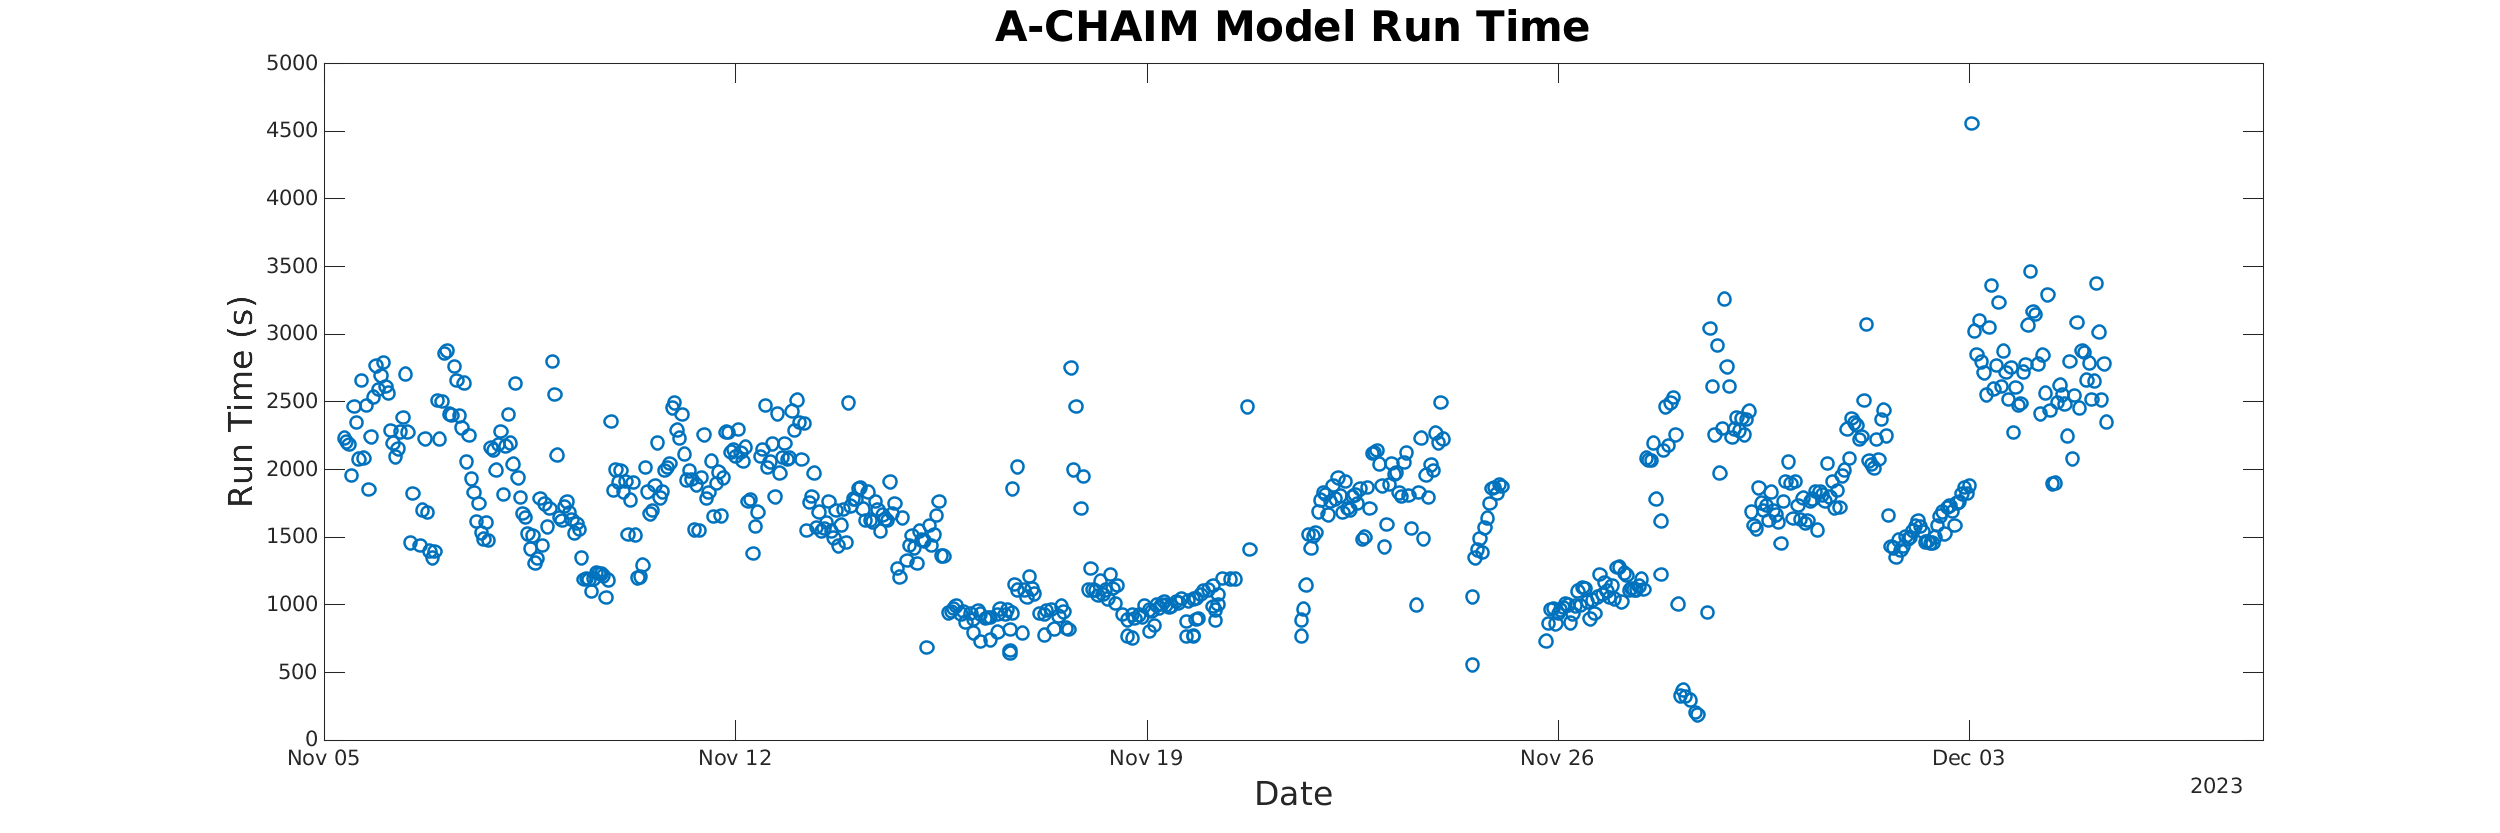 A-CHAIM Model Run Time
5000
4500
4000
3500
3000
2500
2000
1500
1000
500
0
Run Time (s)
Nov 05
Nov 12
Nov 19
Nov 26
Dec 03
2023
Date